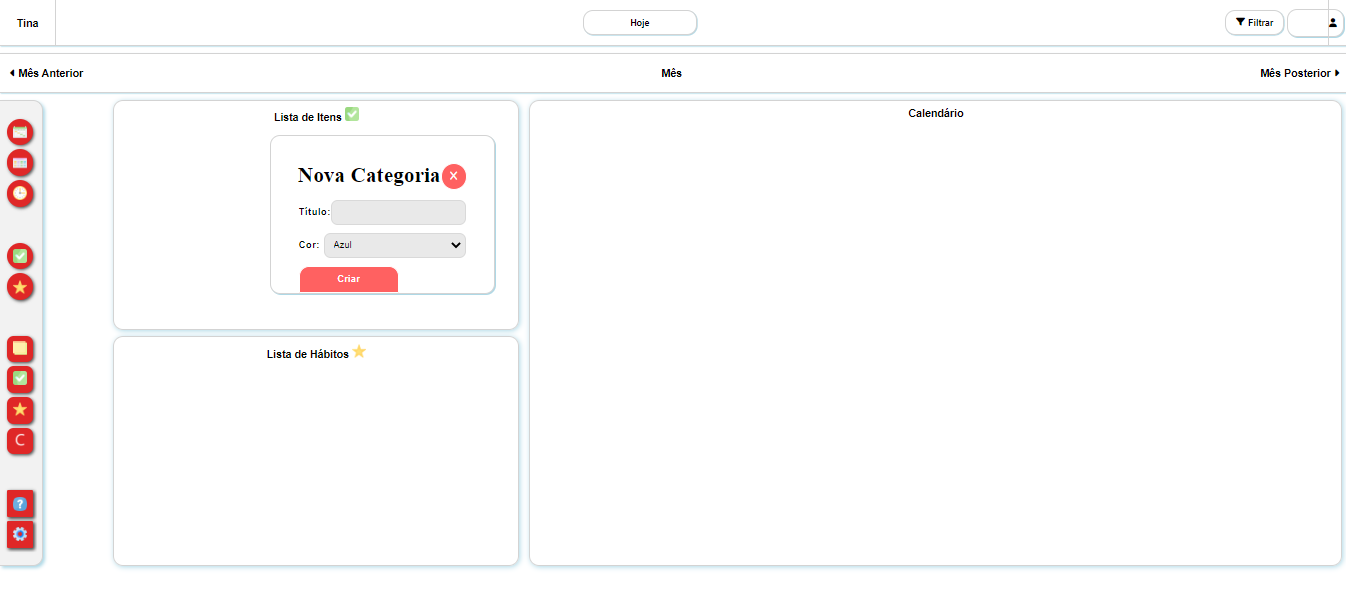 Tina
Hoje
Filtrar
Mês Anterior
Mês
Mês Posterior
Lista de Itens
Calendário
Nova Categoria X
Título:
Cor: Azul
Criar
Lista de Hábitos
C
?